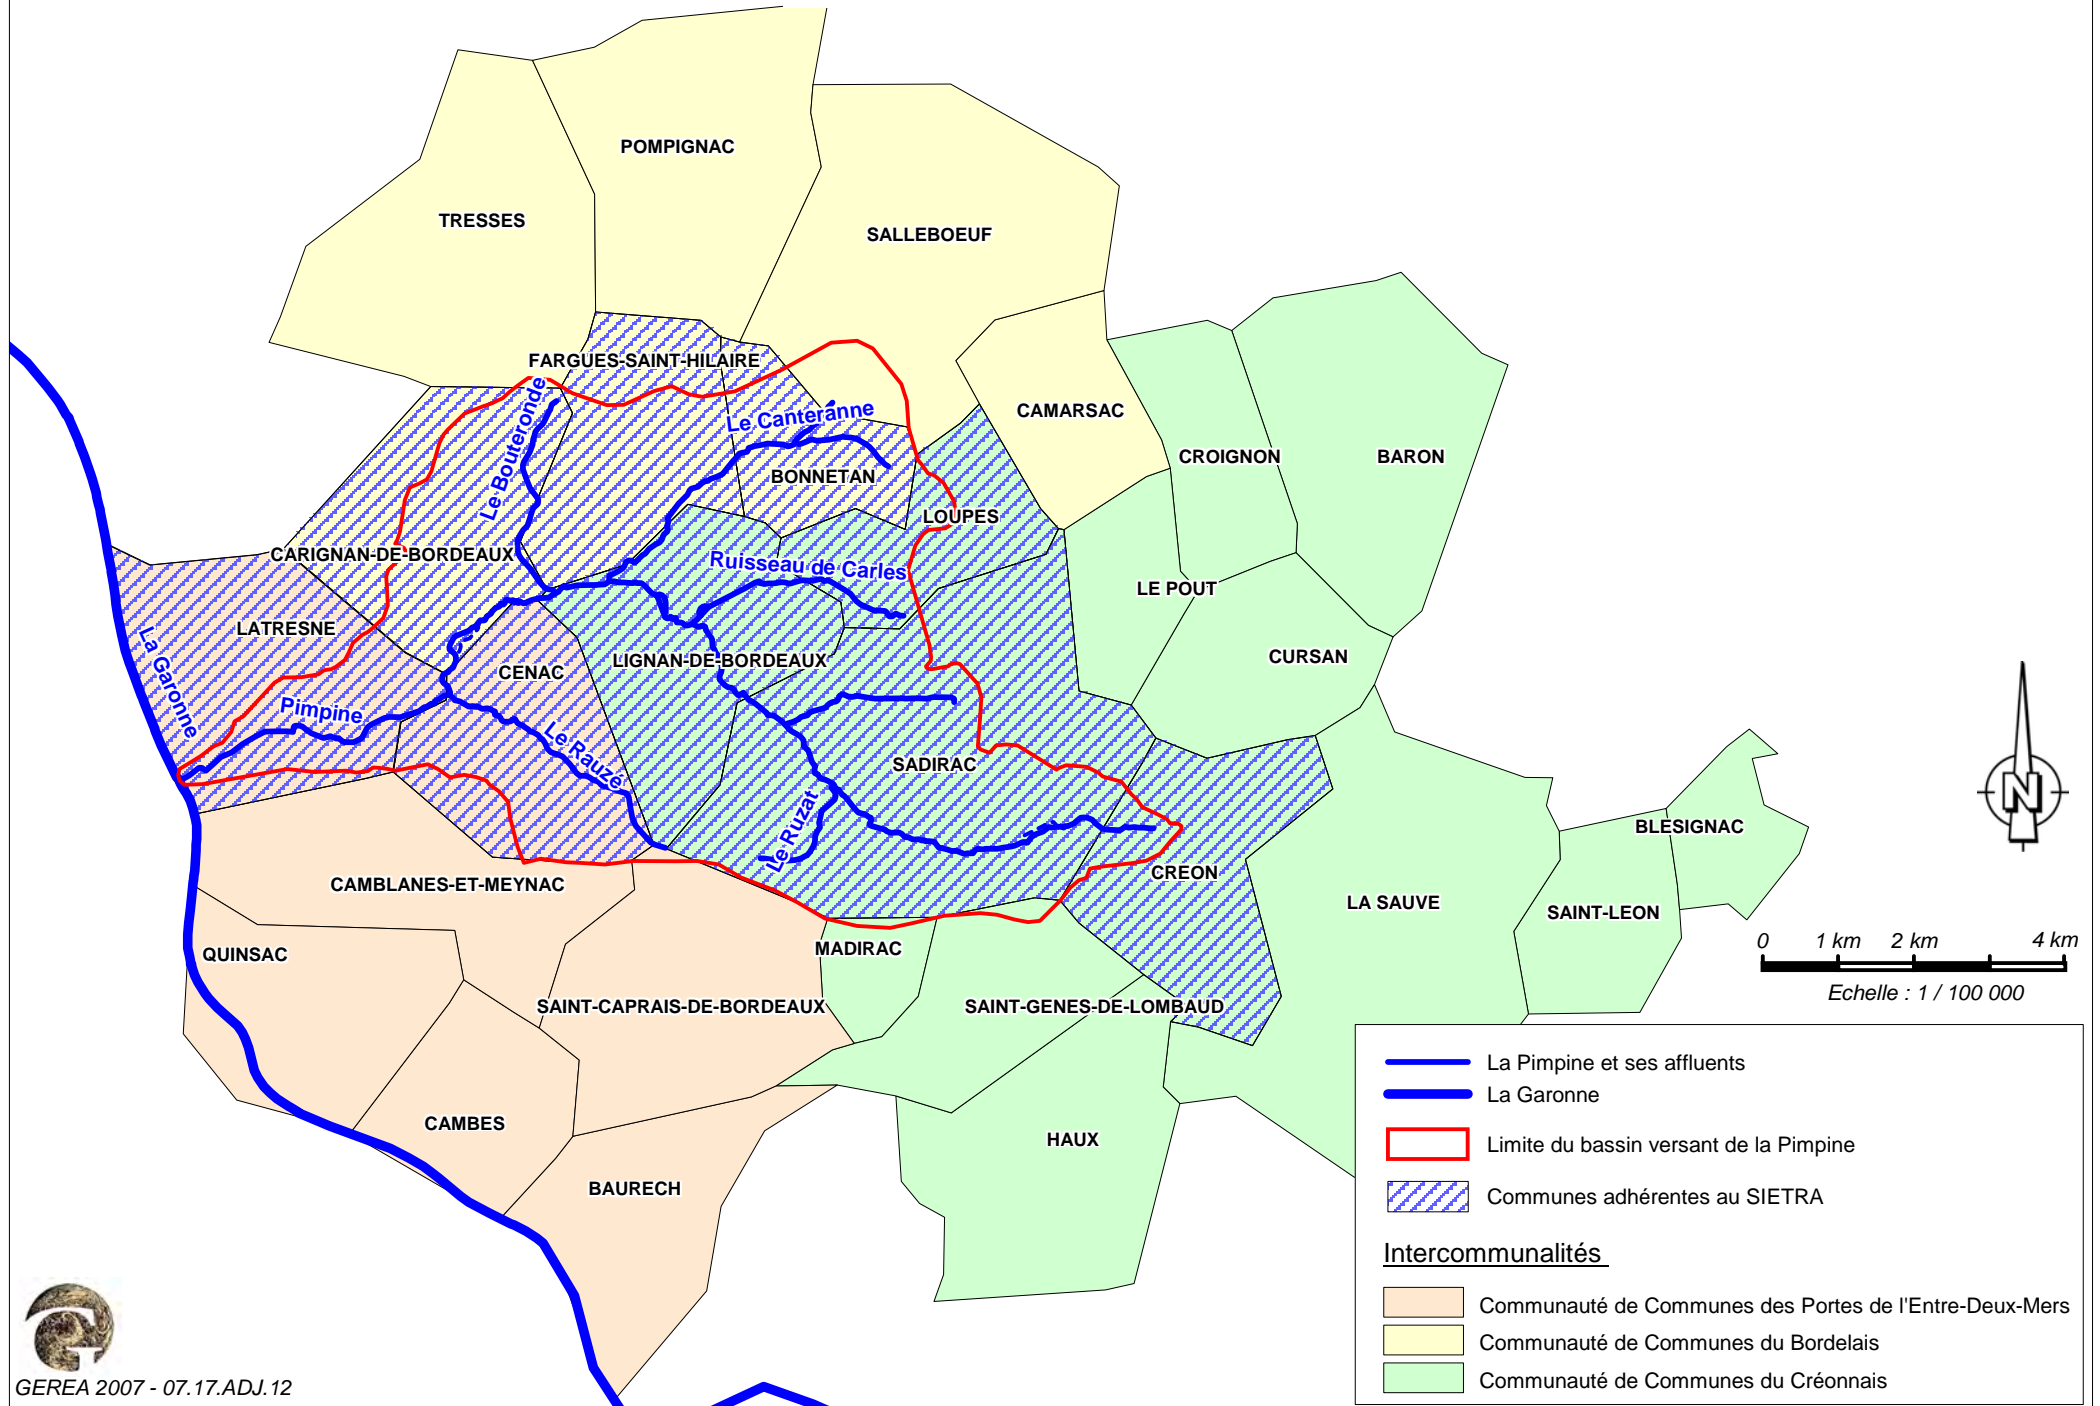 POMPIGNAC
TRESSES
SALLEBOEUF
FARGUES-SAINT-HILAIRE
Le Bouteronde
Le Canteranne
CAMARSAC
CROIGNON
BARON
BONNETAN
LOUPES
CARIGNAN-DE-BORDEAUX
Ruisseau de Carles
LE POUT
LATRESNE
CURSAN
LIGNAN-DE-BORDEAUX
CENAC
La Garonne
Pimpine
Le Rauzé
SADIRAC
Le Ruzat
N
BLESIGNAC
CREON
CAMBLANES-ET-MEYNAC
LA SAUVE
SAINT-LEON
QUINSAC
MADIRAC
0 1 km 2 km 4 km
Echelle : 1 / 100 000
SAINT-CAPRAIS-DE-BORDEAUX
SAINT-GENES-DE-LOMBAUD
CAMBES
HAUX
BAURECH
La Pimpine et ses affluents
La Garonne
Limite du bassin versant de la Pimpine
Communes adhérentes au SIETRA
Intercommunalités
Communauté de Communes des Portes de l'Entre-Deux-Mers
Communauté de Communes du Bordelais
Communauté de Communes du Créonnais
GEREA 2007 - 07.17.ADJ.12